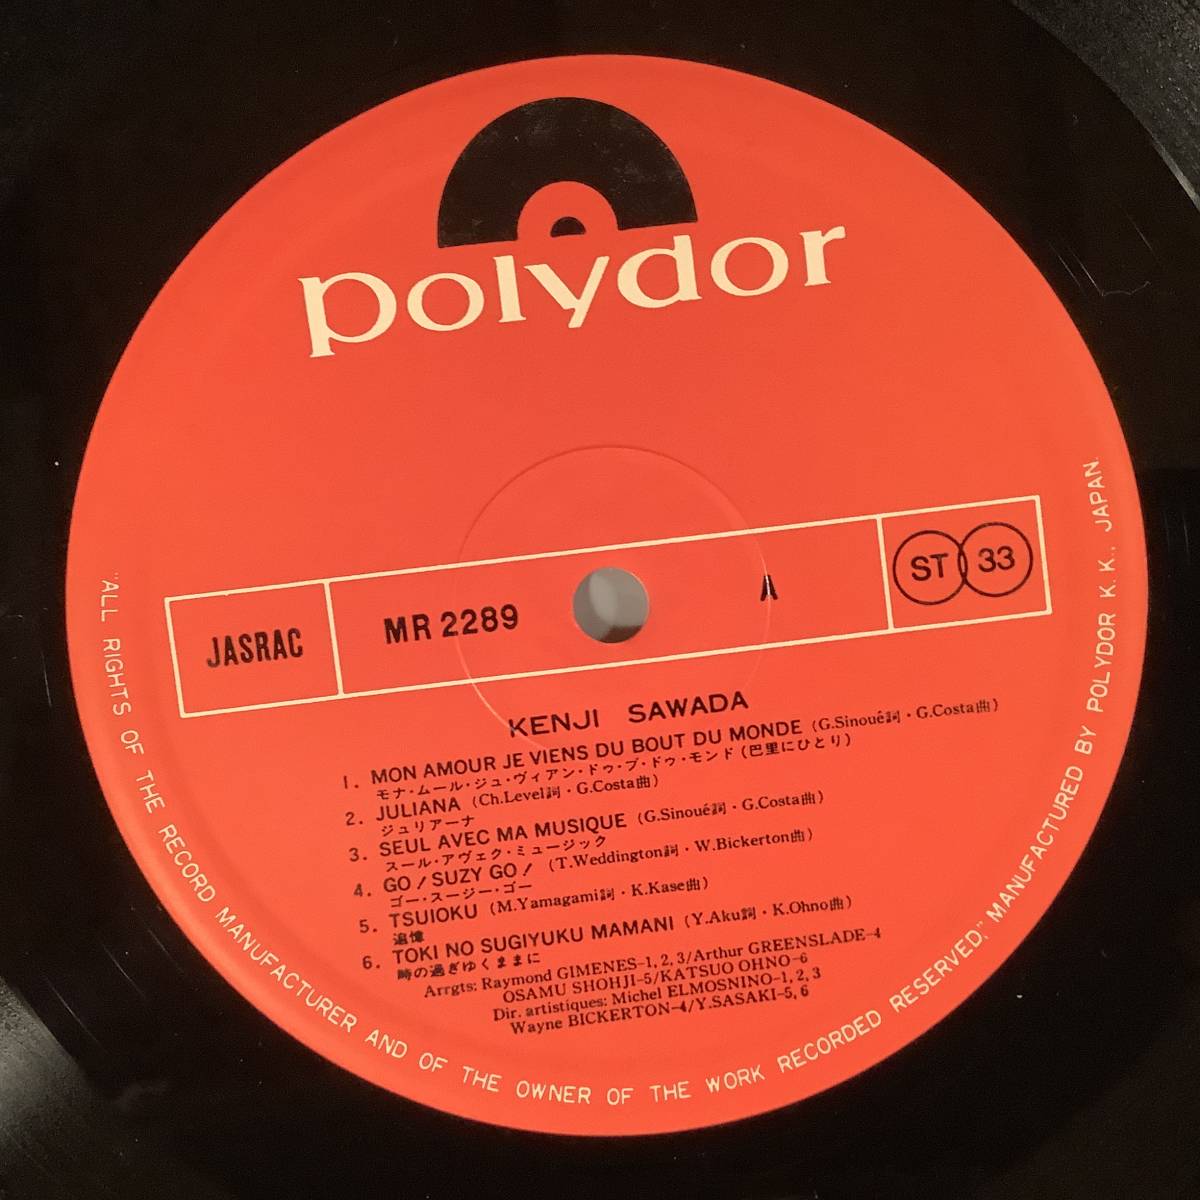 polydor
JASRAC
MR 2289
A
ST 33
KENJI SAWADA
1. MON AMOUR JE VIENS DU BOUT DU MONDE (G.Sinoué詞・G.Costa曲)
モナ・ムール・ジュ・ヴィアン・ドゥ・ブ・ドゥ・モンド (巴里にひとり)
2. JULIANA (Ch.Level詞・G.Costa曲)
ジュリアーナ
3. SEUL AVEC MA MUSIQUE (G.Sinoué詞・G.Costa曲)
スール・アヴェク・ミュージック
4. GO! SUZY GO! (T.Weddington詞・W.Bickerton曲)
ゴー・スージー・ゴー
5. TSUIOKU (M.Yamagami詞・K.Kase曲)
追憶
6. TOKI NO SUGIYUKU MAMANI (Y.Aku詞・K.Ohno曲)
時の過ぎゆくままに
Arrgts: Raymond GIMENES-1, 2, 3/Arthur GREENSLADE-4
OSAMU SHOHJI-5/KATSUO OHNO-6
Dir. artistiques: Michel ELMOSNINO-1, 2, 3
Wayne BICKERTON-4/Y.SASAKI-5, 6
"ALL RIGHTS OF THE RECORD MANUFACTURER AND OF THE OWNER OF THE WORK RECORDED RESERVED," MANUFACTURED BY POLYDOR K. K., JAPAN.